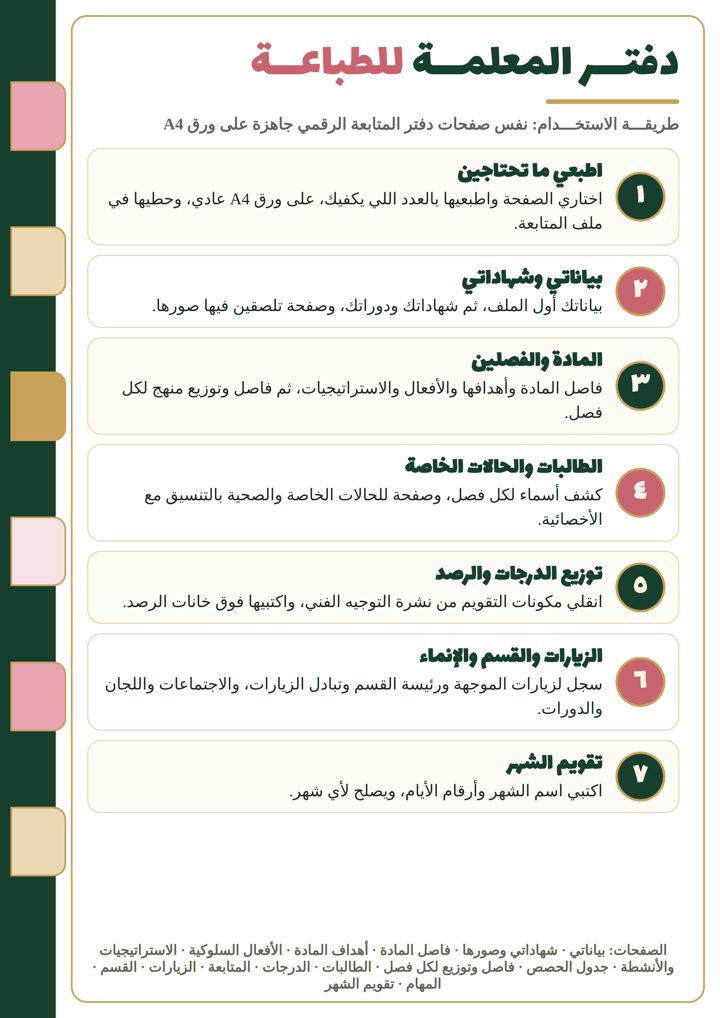 دفتـــر المعلمـــة للطباعـــة
طريقـــة الاستخـــدام: نفس صفحات دفتر المتابعة الرقمي جاهزة على ورق A4
١
اطبعي ما تحتاجين
اختاري الصفحة واطبعيها بالعدد اللي يكفيك، على ورق A4 عادي، وحطيها في
ملف المتابعة.
٢
بياناتي وشهاداتي
بياناتك أول الملف، ثم شهاداتك ودوراتك، وصفحة تلصقين فيها صورها.
٣
المادة والفصلين
فاصل المادة وأهدافها والأفعال والاستراتيجيات، ثم فاصل وتوزيع منهج لكل
فصل.
٤
الطالبات والحالات الخاصة
كشف أسماء لكل فصل، وصفحة للحالات الخاصة والصحية بالتنسيق مع
الأخصائية.
٥
توزيع الدرجات والرصد
انقلي مكونات التقويم من نشرة التوجيه الفني، واكتبيها فوق خانات الرصد.
٦
الزيارات والقسم والإنماء
سجل لزيارات الموجهة ورئيسة القسم وتبادل الزيارات، والاجتماعات واللجان
والدورات.
٧
تقويم الشهر
اكتبي اسم الشهر وأرقام الأيام، ويصلح لأي شهر.
الصفحات: بياناتي · شهاداتي وصورها · فاصل المادة · أهداف المادة · الأفعال السلوكية · الاستراتيجيات
والأنشطة · جدول الحصص · فاصل وتوزيع لكل فصل · الطالبات · الدرجات · المتابعة · الزيارات · القسم ·
المهام · تقويم الشهر